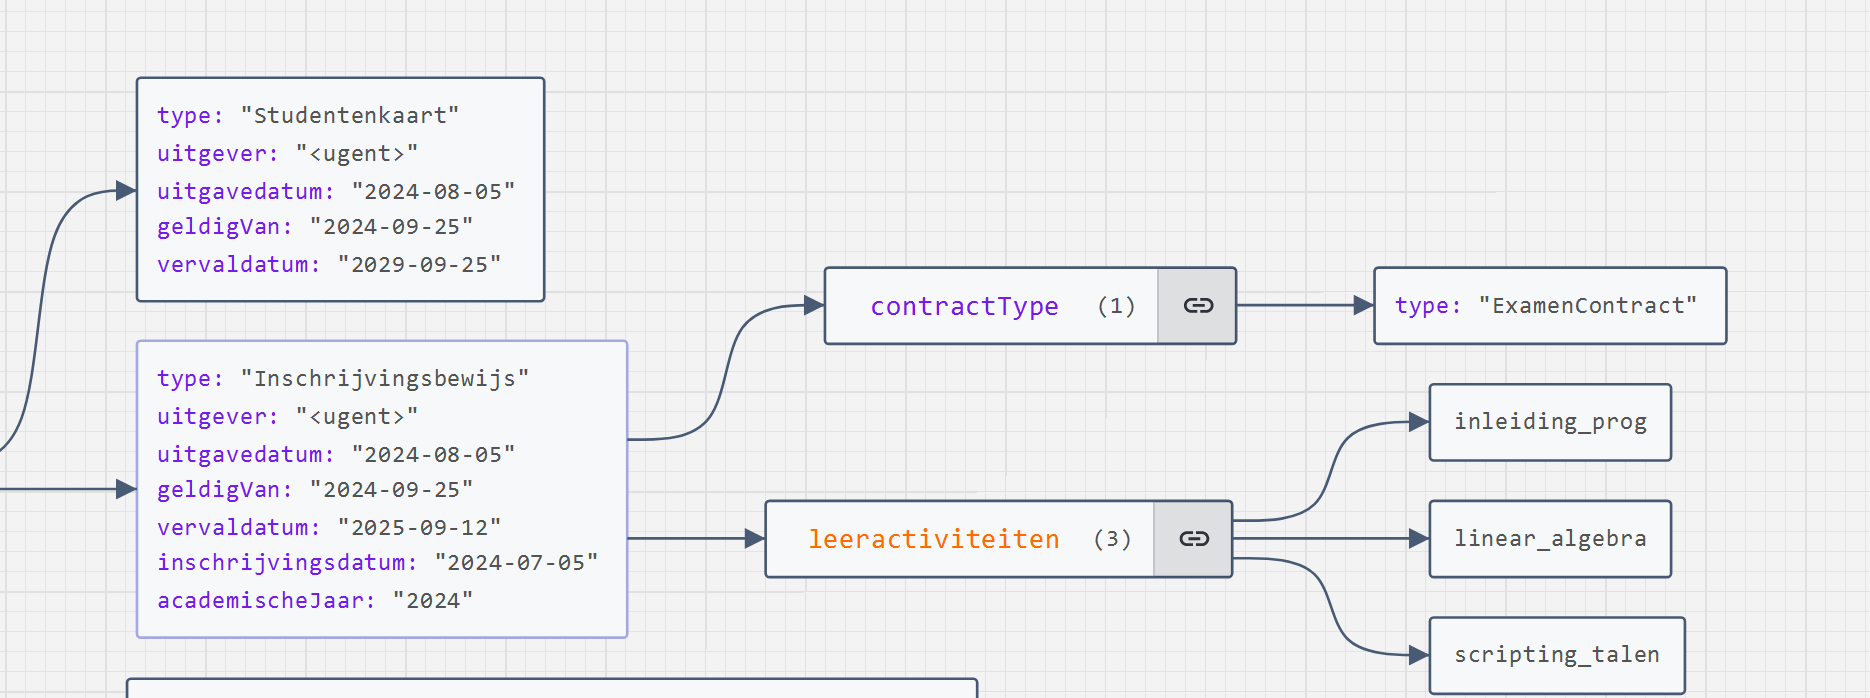 type: "Studentenkaart"
uitgever: "<ugent>"
uitgavedatum: "2024-08-05"
geldigVan: "2024-09-25"
vervaldatum: "2029-09-25"
type: "Inschrijvingsbewijs"
uitgever: "<ugent>"
uitgavedatum: "2024-08-05"
geldigVan: "2024-09-25"
vervaldatum: "2025-09-12"
inschrijvingsdatum: "2024-07-05"
academischeJaar: "2024"
contractType (1)
type: "ExamenContract"
leeractiviteiten (3)
inleiding_prog
linear_algebra
scripting_talen